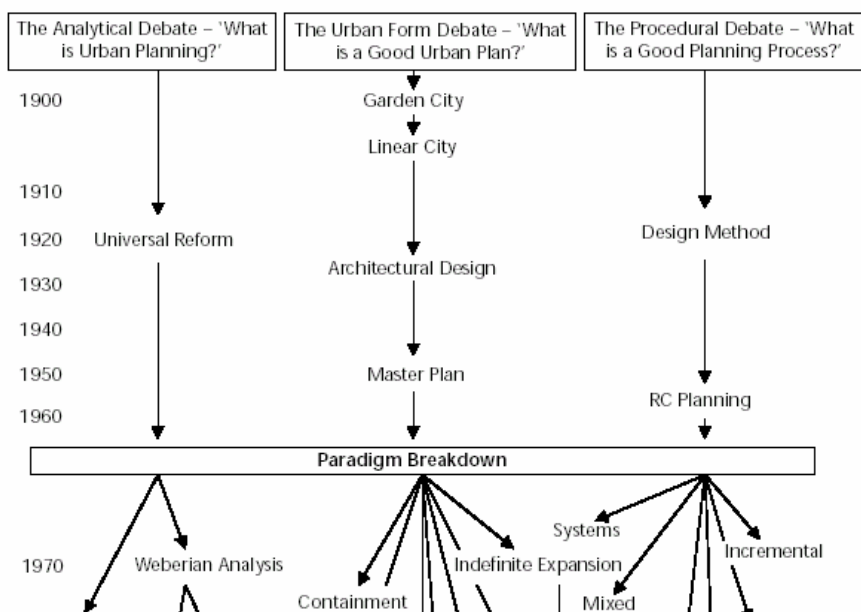 The Analytical Debate – 'What
is Urban Planning?'
The Urban Form Debate – 'What
is a Good Urban Plan?'
The Procedural Debate – 'What
is a Good Planning Process?'
1900
Garden City
Linear City
1910
1920
Universal Reform
Design Method
Architectural Design
1930
1940
1950
Master Plan
RC Planning
1960
Paradigm Breakdown
Systems
Incremental
1970
Weberian Analysis
Indefinite Expansion
Containment
Mixed